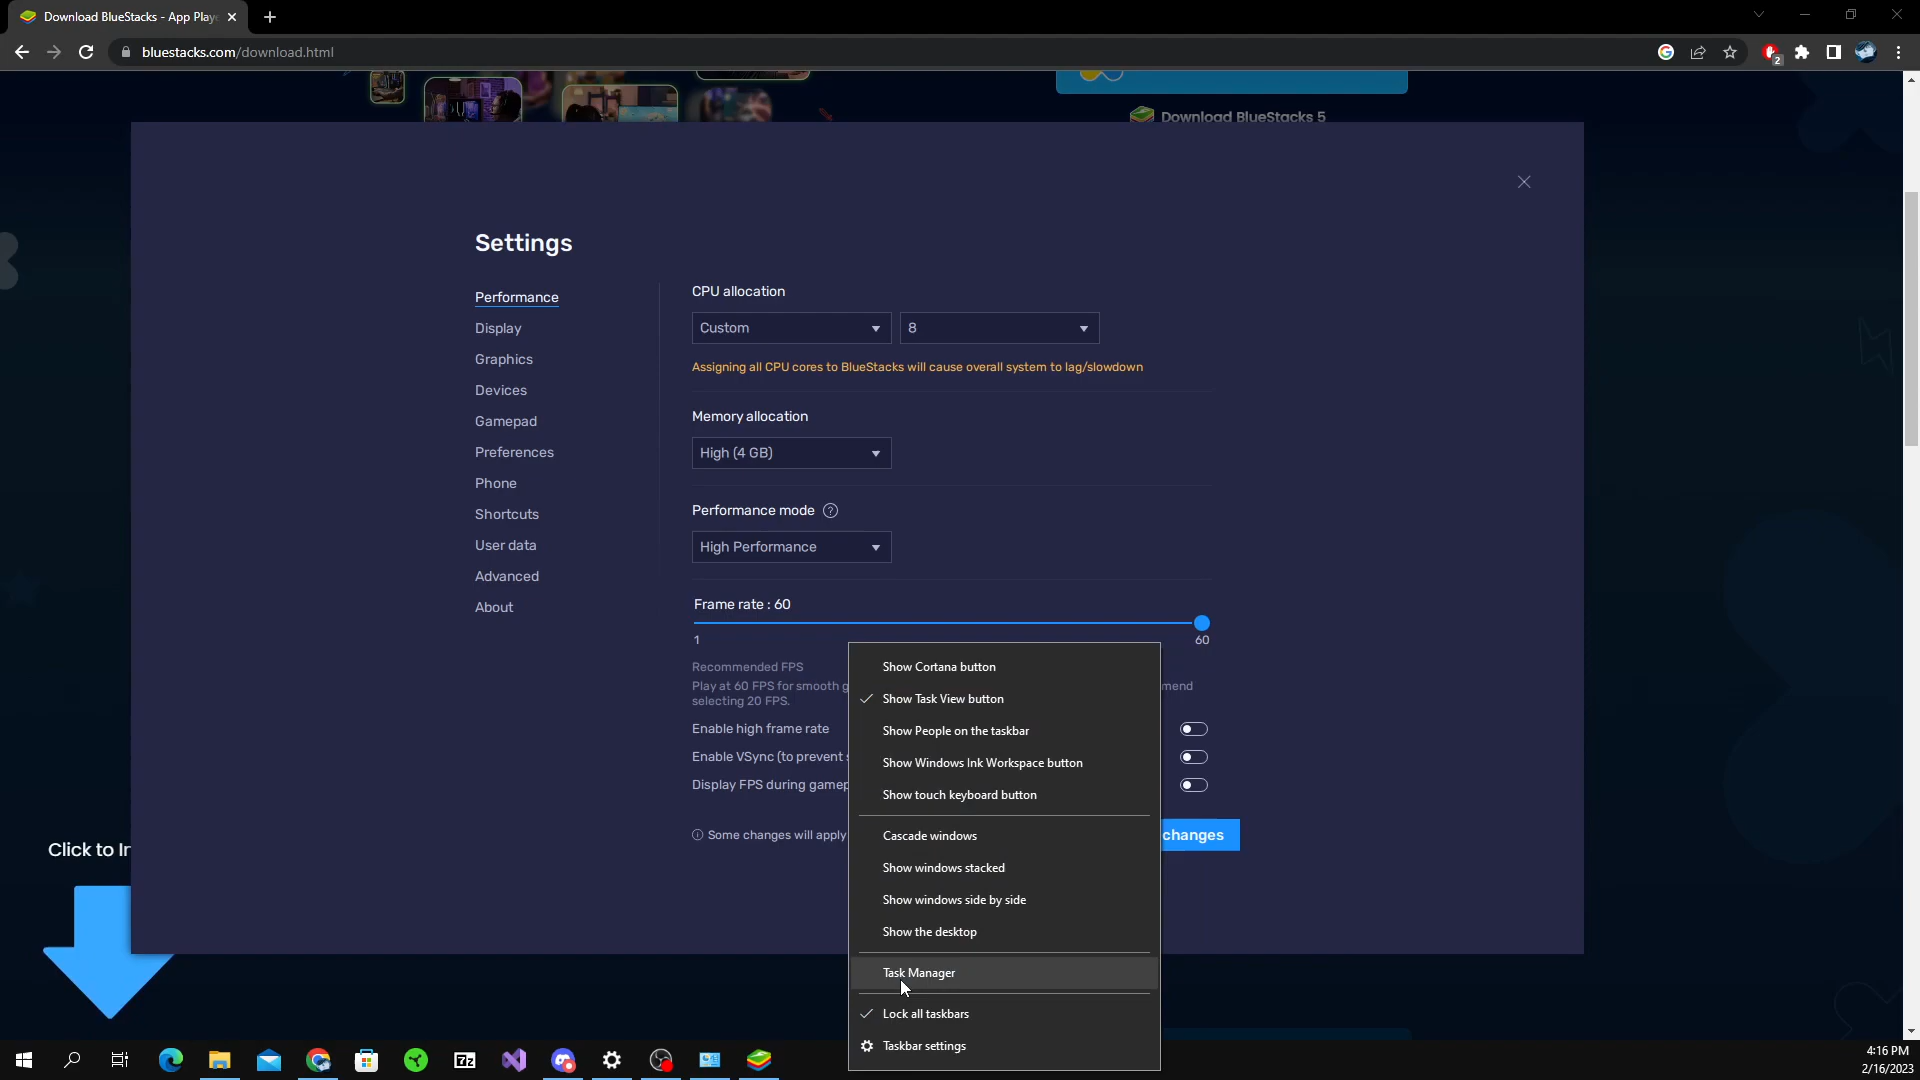 Download BlueStacks - App Playe
bluestacks.com/download.html
2
Download BlueStacks 5
Settings
Performance
Display
Graphics
Devices
Gamepad
Preferences
Phone
Shortcuts
User data
Advanced
About
CPU allocation
Custom
8
Assigning all CPU cores to BlueStacks will cause overall system to lag/slowdown
Memory allocation
High (4 GB)
Performance mode ?
High Performance
Frame rate : 60
1
60
Recommended FPS
Play at 60 FPS for smooth g
mend
selecting 20 FPS.
Enable high frame rate
Enable VSync (to prevent s
Display FPS during gamep
Some changes will apply
changes
Show Cortana button
Show Task View button
Show People on the taskbar
Show Windows Ink Workspace button
Show touch keyboard button
Cascade windows
Show windows stacked
Show windows side by side
Show the desktop
Task Manager
Lock all taskbars
Taskbar settings
Click to In
7z
4:16 PM
2/16/2023